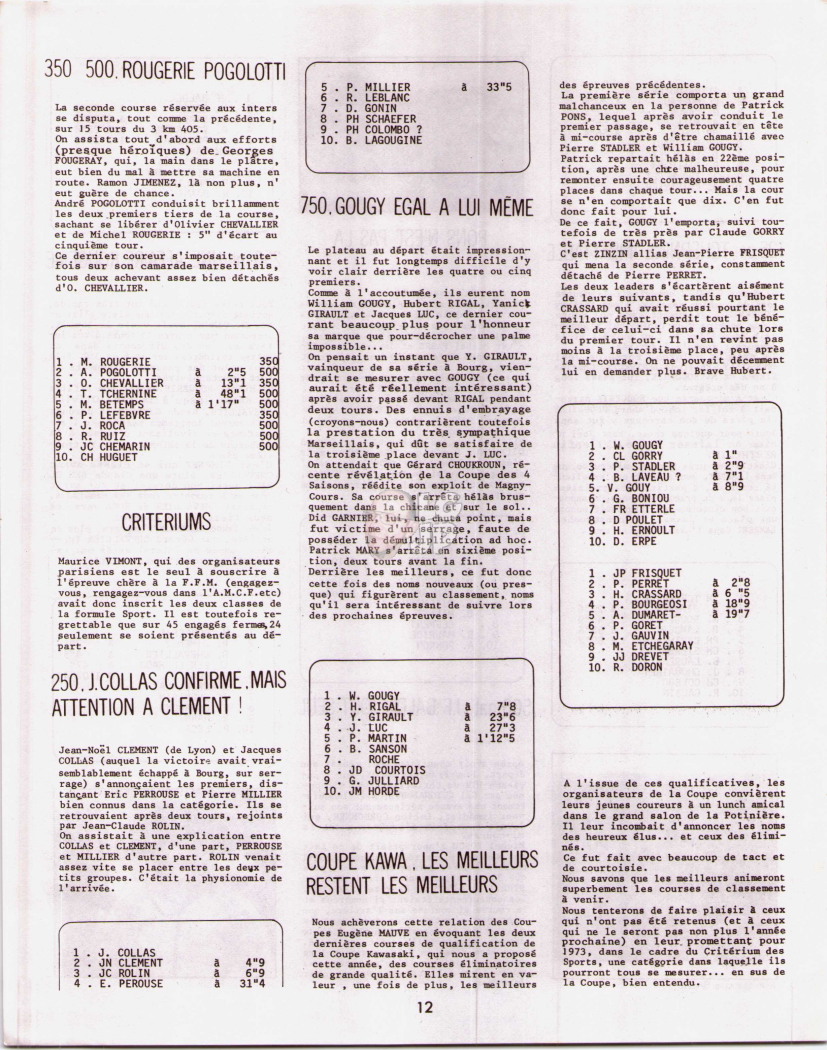 350 500. ROUGERIE POGOLOTTI
La seconde course réservée aux inters
se disputa, tout comme la précédente,
sur 15 tours du 3 km 405.
On assista tout d'abord aux efforts
(presque héroïques) de Georges
FOUGERAY, qui, la main dans le plâtre,
eut bien du mal à mettre sa machine en
route. Ramon JIMENEZ, là non plus, n'
eut guère de chance.
André POGOLOTTI conduisit brillamment
les deux premiers tiers de la course,
sachant se libérer d'Olivier CHEVALLIER
et de Michel ROUGERIE : 5" d'écart au
cinquième tour.
Ce dernier coureur s'imposait toute-
fois sur son camarade marseillais,
tous deux achevant assez bien détachés
d'O. CHEVALLIER.
1 . M. ROUGERIE 350
2 . A. POGOLOTTI à 2"5 500
3 . O. CHEVALLIER à 13"1 350
4 . T. TCHERNINE à 48"1 500
5 . M. BETEMPS à 1'17" 500
6 . P. LEFEBVRE 350
7 . J. ROCA 500
8 . R. RUIZ 500
9 . JC CHEMARIN 500
10. CH HUGUET
CRITERIUMS
Maurice VIMONT, qui des organisateurs
parisiens est le seul à souscrire à
l'épreuve chère à la F.F.M. (engagez-
vous, rengagez-vous dans l'A.M.C.F.etc)
avait donc inscrit les deux classes de
la formule Sport. Il est toutefois re-
grettable que sur 45 engagés fermes,24
seulement se soient présentés au dé-
part.
250. J.COLLAS CONFIRME.MAIS
ATTENTION A CLEMENT !
Jean-Noël CLEMENT (de Lyon) et Jacques
COLLAS (auquel la victoire avait vrai-
semblablement échappé à Bourg, sur ser-
rage) s'annonçaient les premiers, dis-
tançant Eric PERROUSE et Pierre MILLIER
bien connus dans la catégorie. Ils se
retrouvaient après deux tours, rejoints
par Jean-Claude ROLIN.
On assistait à une explication entre
COLLAS et CLEMENT, d'une part, PERROUSE
et MILLIER d'autre part. ROLIN venait
assez vite se placer entre les deux pe-
tits groupes. C'était la physionomie de
l'arrivée.
1 . J. COLLAS
2 . JN CLEMENT à 4"9
3 . JC ROLIN à 6"9
4 . E. PEROUSE à 31"4
5 . P. MILLIER à 33"5
6 . R. LEBLANC
7 . D. GONIN
8 . PH SCHAEFER
9 . PH COLOMBO ?
10. B. LAGOUGINE
750. GOUGY EGAL A LUI MÊME
Le plateau au départ était impression-
nant et il fut longtemps difficile d'y
voir clair derrière les quatre ou cinq
premiers.
Comme à l'accoutumée, ils eurent nom
William GOUGY, Hubert RIGAL, Yanick
GIRAULT et Jacques LUC, ce dernier cou-
rant beaucoup plus pour l'honneur
sa marque que pour-décrocher une palme
impossible...
On pensait un instant que Y. GIRAULT,
vainqueur de sa série à Bourg, vien-
drait se mesurer avec GOUGY (ce qui
aurait été réellement intéressant)
après avoir passé devant RIGAL pendant
deux tours. Des ennuis d'embrayage
(croyons-nous) contrarièrent toutefois
la prestation du très sympathique
Marseillais, qui dût se satisfaire de
la troisième place devant J. LUC.
On attendait que Gérard CHOUKROUN, ré-
cente révélation de la Coupe des 4
Saisons, réédite son exploit de Magny-
Cours. Sa course s'arrêta hélàs brus-
quement dans la chicane et sur le sol..
Did GARNIER, lui, ne chuta point, mais
fut victime d'un serrage, faute de
posséder la démultiplication ad hoc.
Patrick MARY s'arrêta en sixième posi-
tion, deux tours avant la fin.
Derrière les meilleurs, ce fut donc
cette fois des noms nouveaux (ou pres-
que) qui figurèrent au classement, noms
qu'il sera intéressant de suivre lors
des prochaines épreuves.
1 . W. GOUGY
2 . H. RIGAL à 7"8
3 . Y. GIRAULT à 23"6
4 . J. LUC à 27"3
5 . P. MARTIN à 1'12"5
6 . B. SANSON
7 . ROCHE
8 . JD COURTOIS
9 . G. JULLIARD
10. JM HORDE
COUPE KAWA . LES MEILLEURS
RESTENT LES MEILLEURS
Nous achèverons cette relation des Cou-
pes Eugène MAUVE en évoquant les deux
dernières courses de qualification de
la Coupe Kawasaki, qui nous a proposé
cette année, des courses éliminatoires
de grande qualité. Elles mirent en va-
leur , une fois de plus, les meilleurs
des épreuves précédentes.
La première série comporta un grand
malchanceux en la personne de Patrick
PONS, lequel après avoir conduit le
premier passage, se retrouvait en tête
à mi-course après d'être chamaillé avec
Pierre STADLER et William GOUGY.
Patrick repartait hélàs en 22ème posi-
tion, après une chte malheureuse, pour
remonter ensuite courageusement quatre
places dans chaque tour... Mais la cour
se n'en comportait que dix. C'en fut
donc fait pour lui.
De ce fait, GOUGY l'emporta, suivi tou-
tefois de très près par Claude GORRY
et Pierre STADLER.
C'est ZINZIN allias Jean-Pierre FRISQUET
qui mena la seconde série, constamment
détaché de Pierre PERRET.
Les deux leaders s'écartèrent aisément
de leurs suivants, tandis qu'Hubert
CRASSARD qui avait réussi pourtant le
meilleur départ, perdit tout le béné-
fice de celui-ci dans sa chute lors
du premier tour. Il n'en revint pas
moins à la troisième place, peu après
la mi-course. On ne pouvait décemment
lui en demander plus. Brave Hubert.
1 . W. GOUGY
2 . CL GORRY à 1"
3 . P. STADLER à 2"9
4 . B. LAVEAU ? à 7"1
5. V. GOUY à 8"9
6 . G. BONIOU
7 . FR ETTERLE
8 . D POULET
9 . H. ERNOULT
10. D. ERPE
1 . JP FRISQUET
2 . P. PERRET à 2"8
3 . H. CRASSARD à 6 "5
4 . P. BOURGEOSI à 18"9
5 . A. DUMARET- à 19"7
6 . P. GORET
7 . J. GAUVIN
8 . M. ETCHEGARAY
9 . JJ DREVET
10. R. DORON
A l'issue de ces qualificatives, les
organisateurs de la Coupe convièrent
leurs jeunes coureurs à un lunch amical
dans le grand salon de la Potinière.
Il leur incombait d'annoncer les noms
des heureux élus... et ceux des élimi-
nés.
Ce fut fait avec beaucoup de tact et
de courtoisie.
Nous savons que les meilleurs animeront
superbement les courses de classement
à venir.
Nous tenterons de faire plaisir à ceux
qui n'ont pas été retenus (et à ceux
qui ne le seront pas non plus l'année
prochaine) en leur promettant pour
1973, dans le cadre du Critérium des
Sports, une catégorie dans laquelle ils
pourront tous se mesurer... en sus de
la Coupe, bien entendu.
12